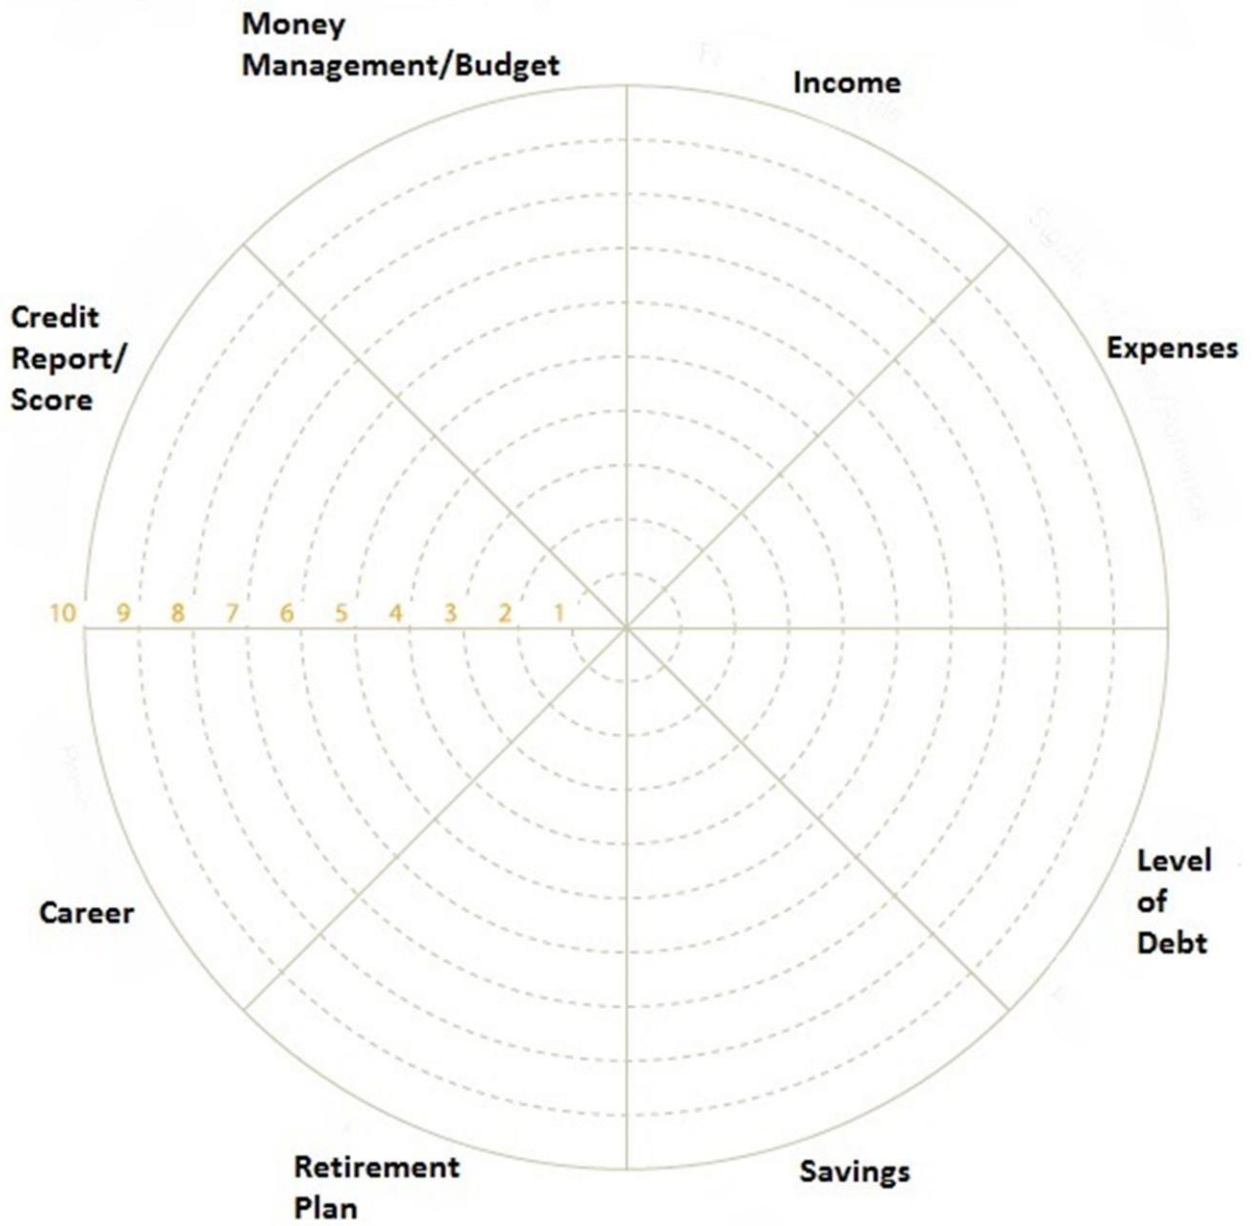 Money
Management/Budget
Income
Expenses
Credit
Report/
Score
10 9 8 7 6 5 4 3 2 1
Level
of
Debt
Career
Savings
Retirement
Plan